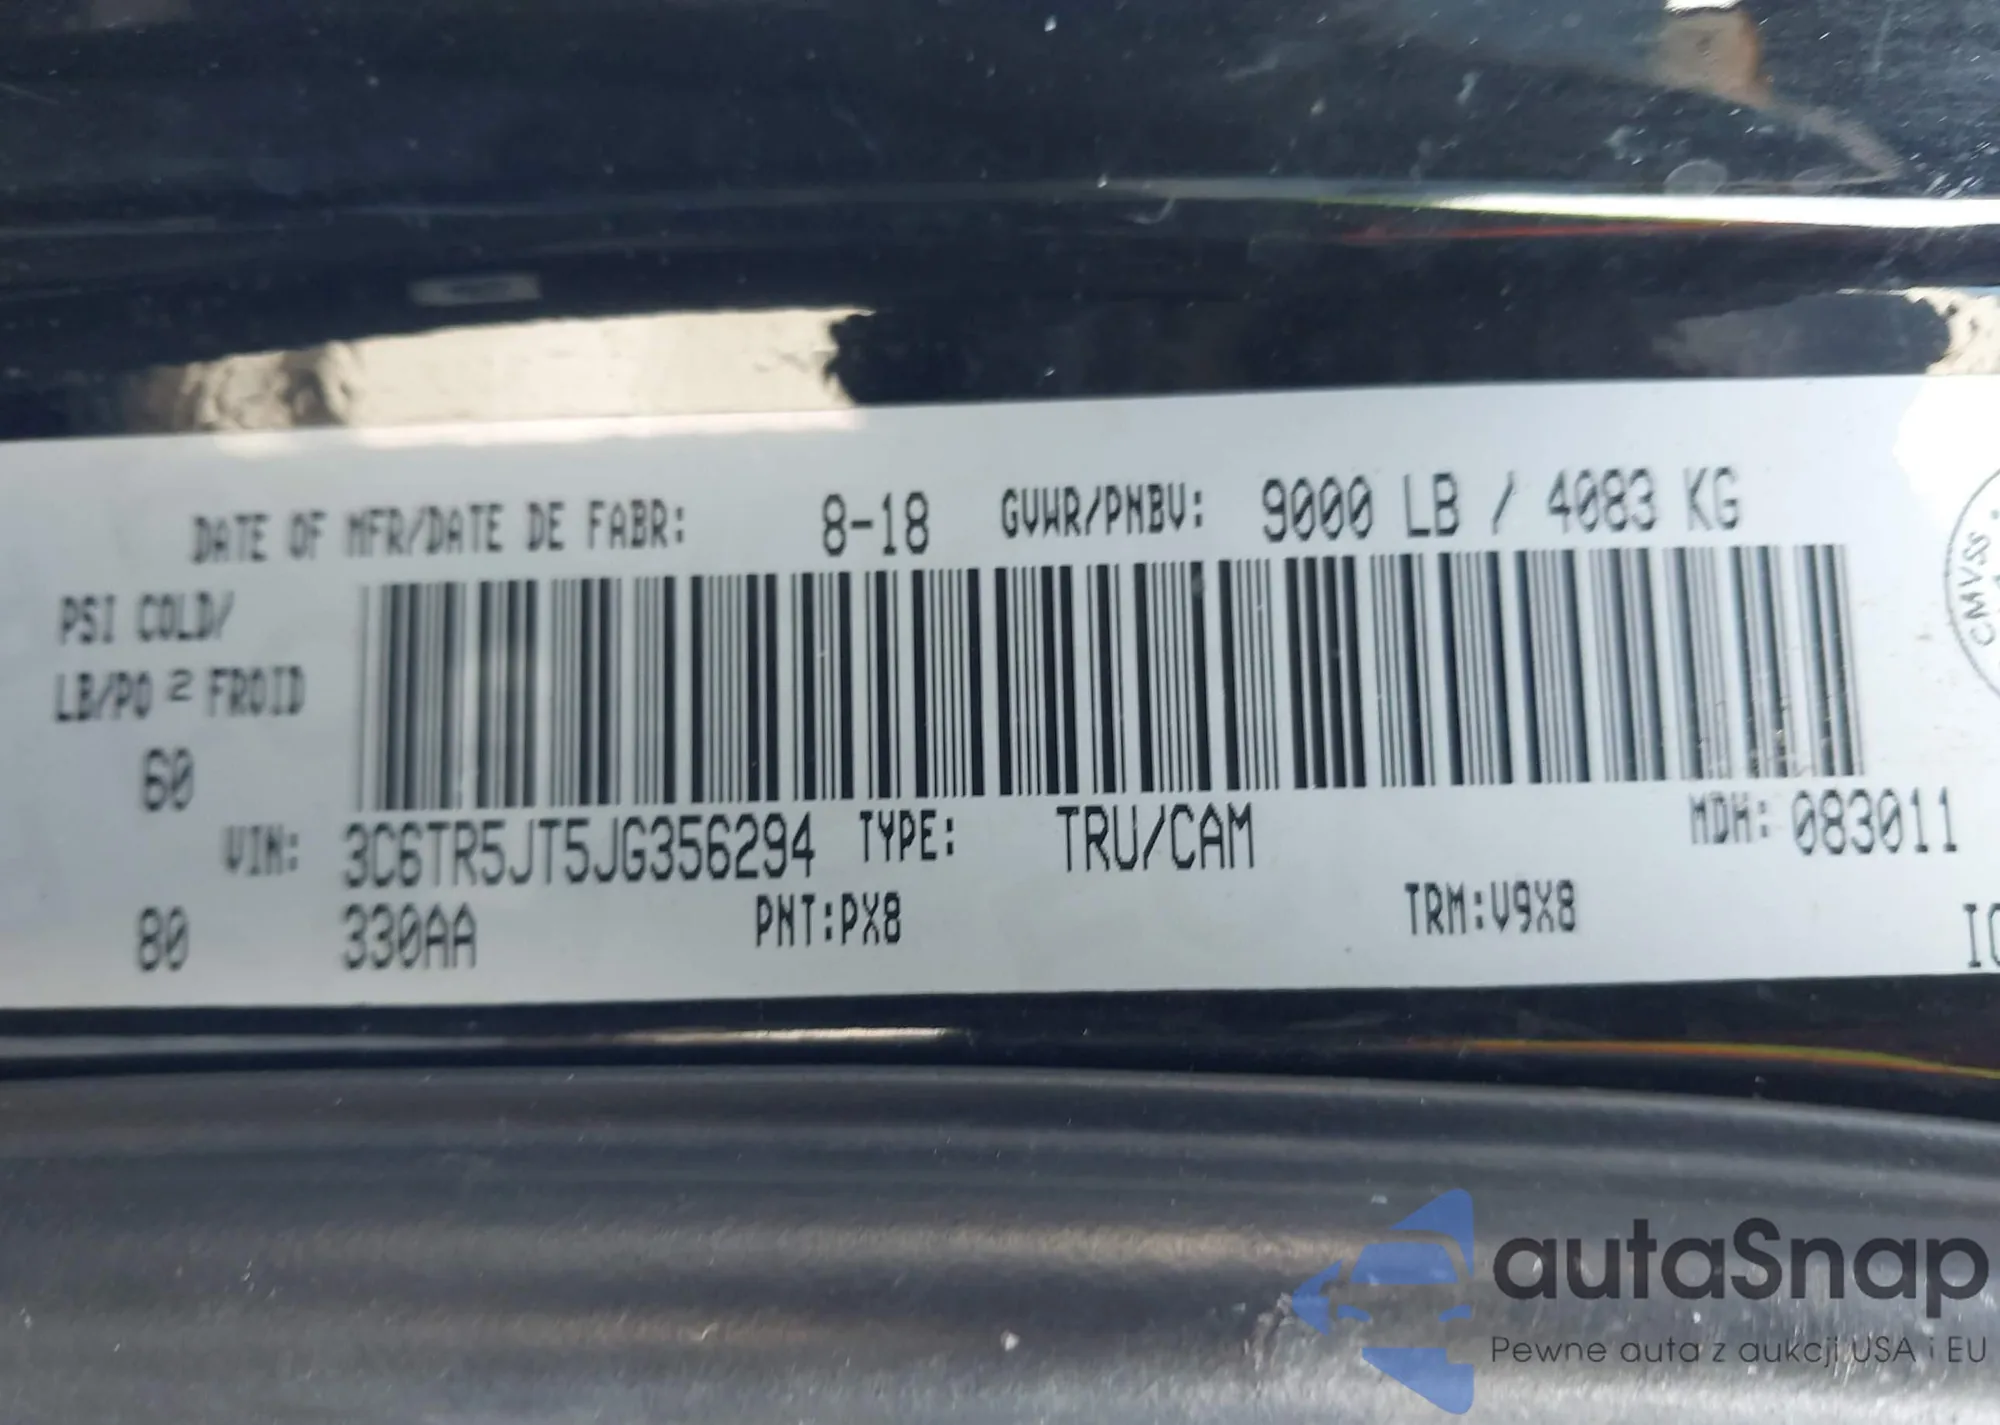 DATE OF MFR/DATE DE FABR: 8-18 GVWR/PNBV: 9000 LB / 4083 KG
PSI COLD/
LB/PO 2 FROID
60
VIN: 3C6TR5JT5JG356294 TYPE: TRU/CAM MDH: 083011
80 330AA PNT:PX8 TRM:V9X8
CMVSS
autaSnap
Pewne auta z aukcji USA i EU